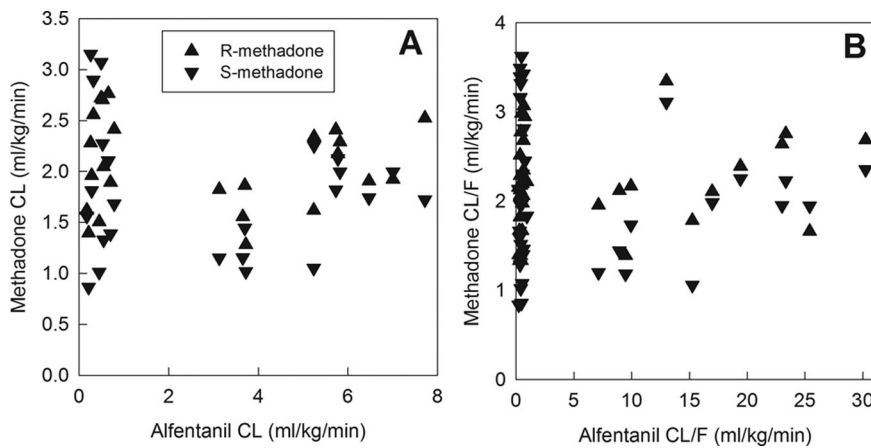 A
R-methadone
S-methadone
Methadone CL (ml/kg/min)
3.5
3.0
2.5
2.0
1.5
1.0
0.5
0.0
0 2 4 6 8
Alfentanil CL (ml/kg/min)
B
Methadone CL/F (ml/kg/min)
4
3
2
1
0
0 5 10 15 20 25 30
Alfentanil CL/F (ml/kg/min)